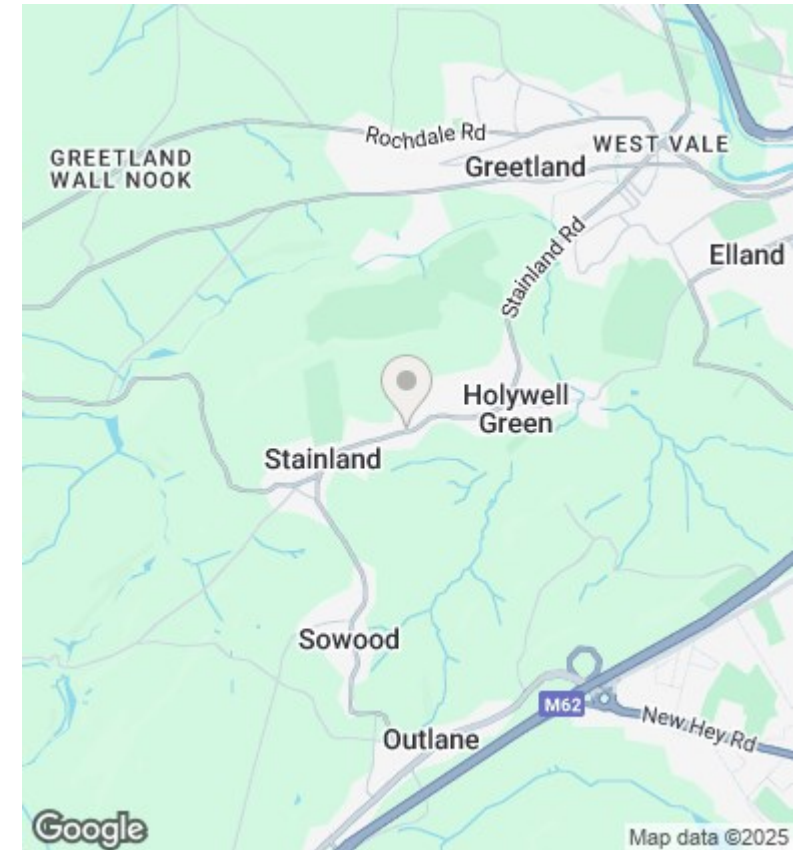 Rochdale Rd
WEST VALE
GREETLAND
WALL NOOK
Greetland
Elland
Stainland Rd
Holywell
Green
Stainland
Sowood
M62
New Hey Rd
Outlane
Google
Map data ©2025